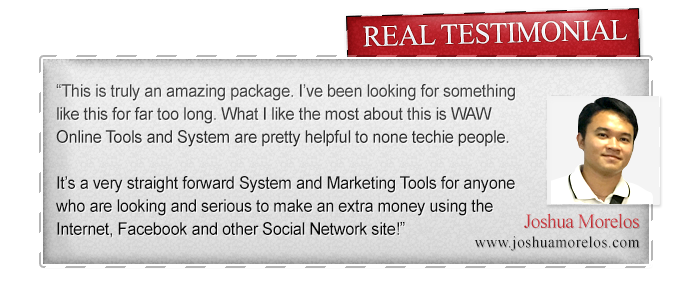 REAL TESTIMONIAL
“This is truly an amazing package. I’ve been looking for something
like this for far too long. What I like the most about this is WAW
Online Tools and System are pretty helpful to none techie people.
It’s a very straight forward System and Marketing Tools for anyone
who are looking and serious to make an extra money using the
Internet, Facebook and other Social Network site!”
Joshua Morelos
www.joshuamorelos.com